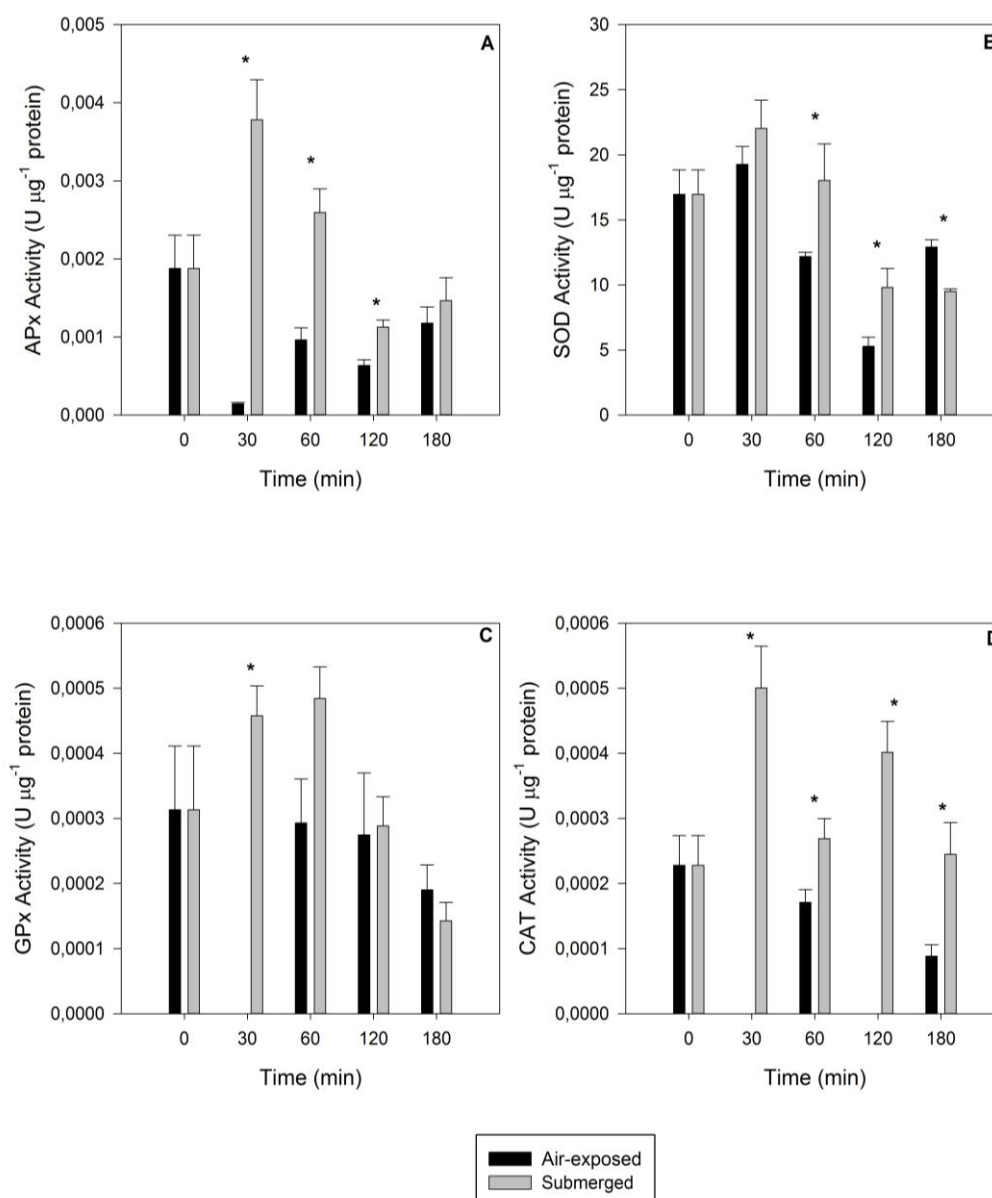 A
APx Activity (U µg⁻¹ protein)
0,005
0,004
0,003
0,002
0,001
0,000
*
*
*
0 30 60 120 180
Time (min)
B
SOD Activity (U µg⁻¹ protein)
30
25
20
15
10
5
0
*
*
*
0 30 60 120 180
Time (min)
C
GPx Activity (U µg⁻¹ protein)
0,0006
0,0005
0,0004
0,0003
0,0002
0,0001
0,0000
*
0 30 60 120 180
Time (min)
D
CAT Activity (U µg⁻¹ protein)
0,0006
0,0005
0,0004
0,0003
0,0002
0,0001
0,0000
*
*
*
*
0 30 60 120 180
Time (min)
Air-exposed
Submerged